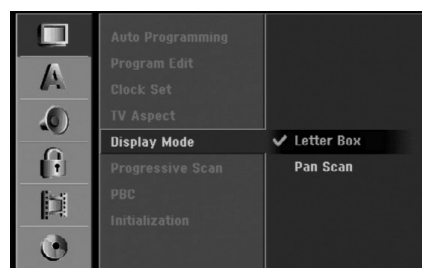 A
Auto Programming
Program Edit
Clock Set
TV Aspect
Display Mode
✔ Letter Box
Progressive Scan
Pan Scan
PBC
Initialization